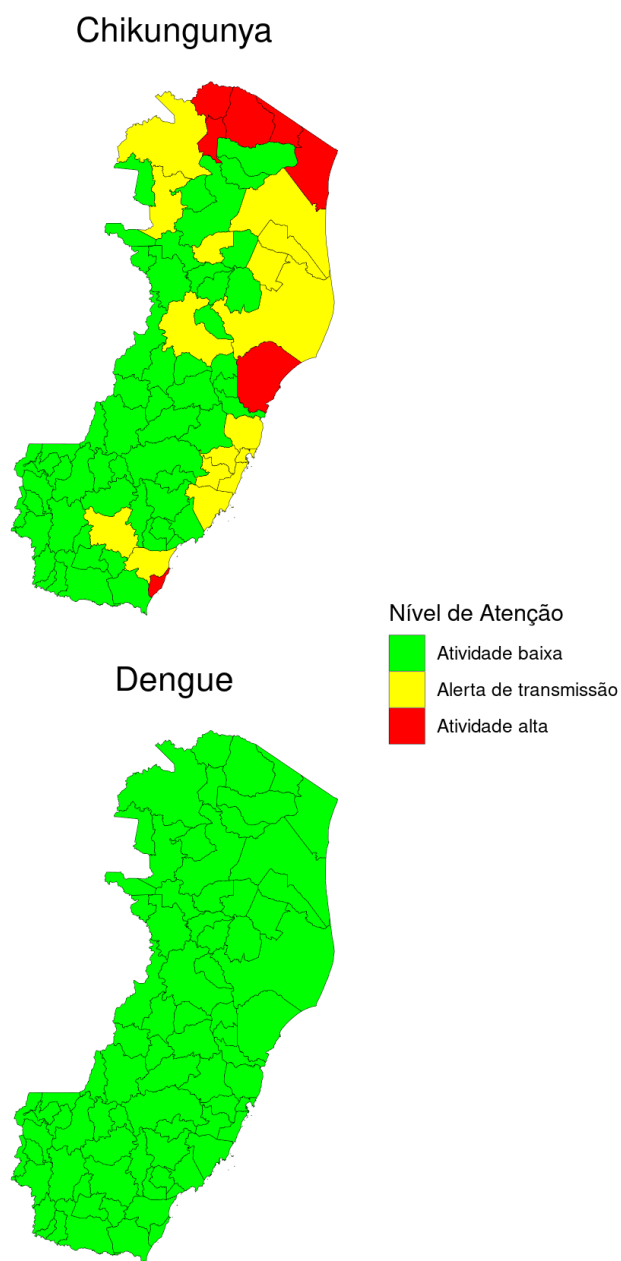 Chikungunya
Nível de Atenção
Atividade baixa
Alerta de transmissão
Atividade alta
Dengue